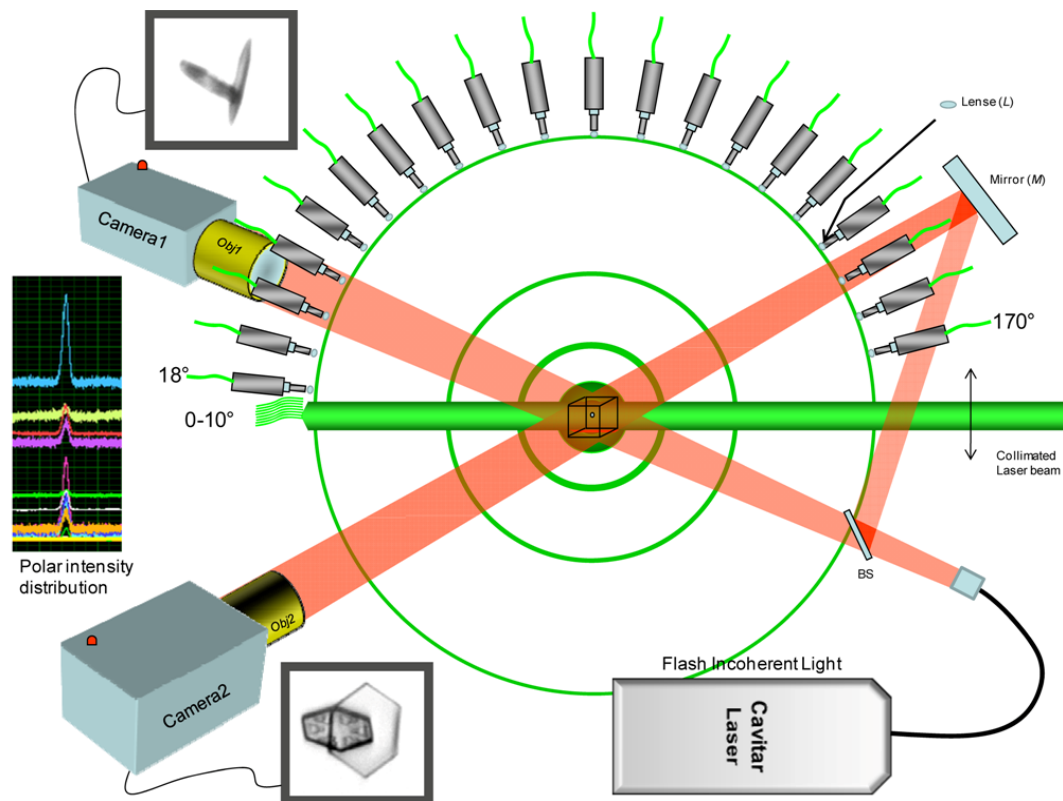 Lense (L)
Mirror (M)
Camera1
Obj1
170°
18°
0-10°
Collimated
Laser beam
Polar intensity
distribution
BS
Obj2
Flash Incoherent Light
Camera2
Cavitar
Laser